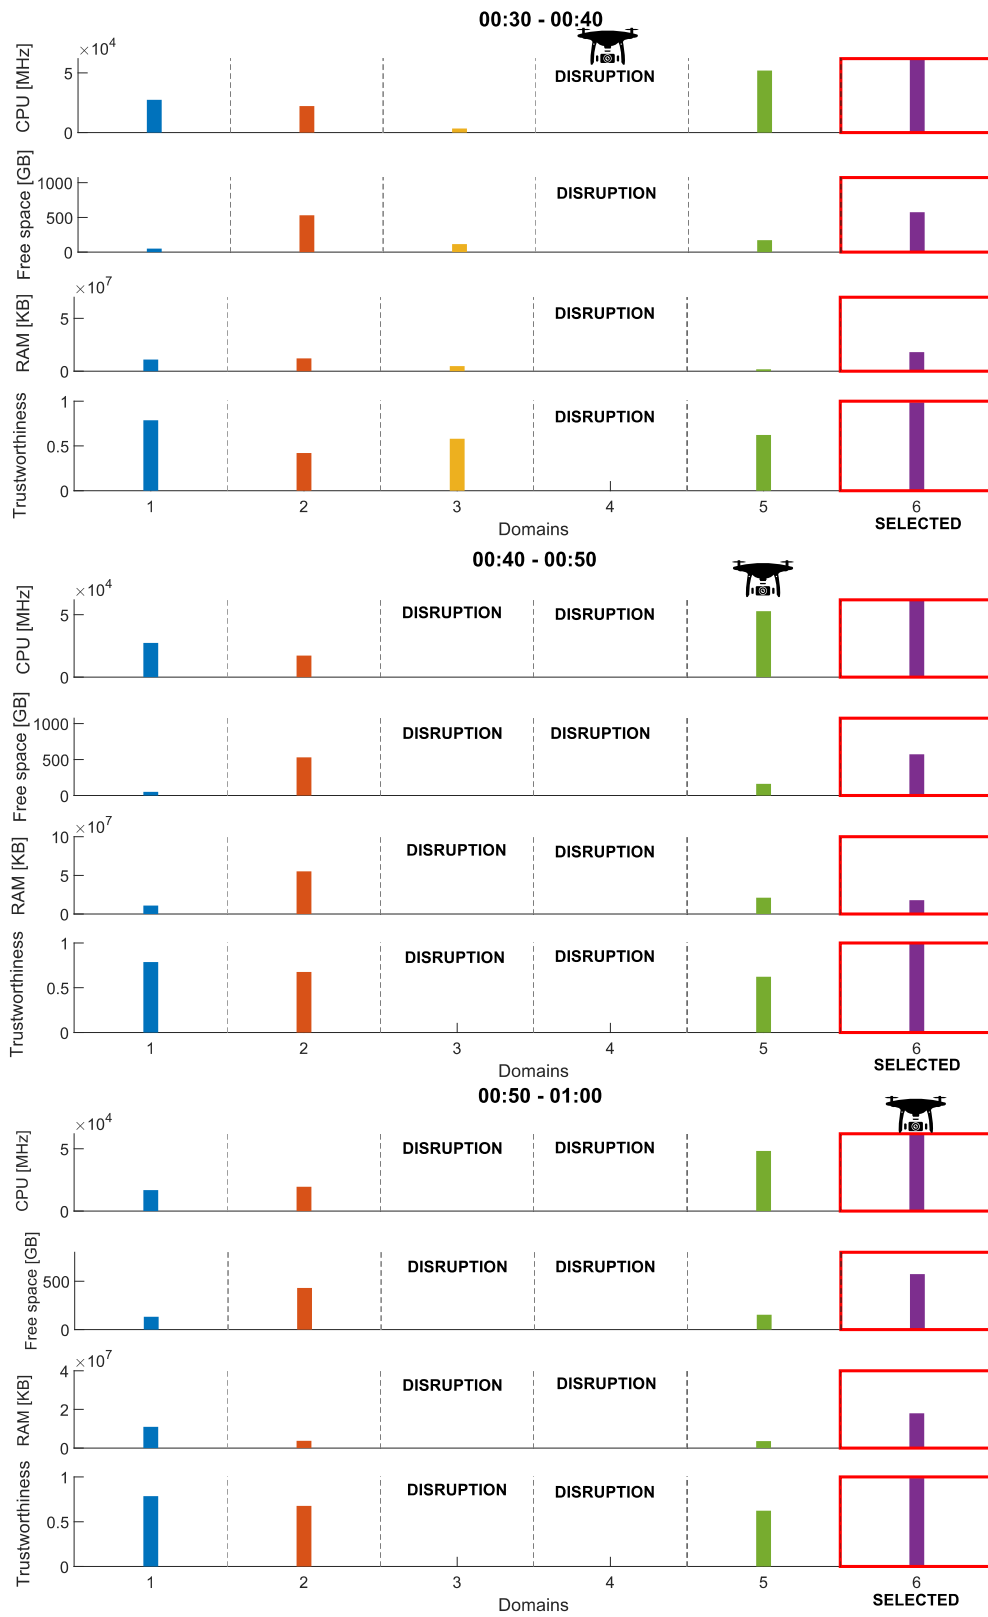 00:30 - 00:40
×10^4
CPU [MHz]
5
0
DISRUPTION
Free space [GB]
1000
500
0
DISRUPTION
×10^7
RAM [KB]
5
0
DISRUPTION
Trustworthiness
1
0.5
0
DISRUPTION
1 2 3 4 5 6
Domains
SELECTED
00:40 - 00:50
×10^4
CPU [MHz]
5
0
DISRUPTION DISRUPTION
Free space [GB]
1000
500
0
DISRUPTION DISRUPTION
×10^7
RAM [KB]
10
5
0
DISRUPTION DISRUPTION
Trustworthiness
1
0.5
0
DISRUPTION DISRUPTION
1 2 3 4 5 6
Domains
SELECTED
00:50 - 01:00
×10^4
CPU [MHz]
5
0
DISRUPTION DISRUPTION
Free space [GB]
500
0
DISRUPTION DISRUPTION
×10^7
RAM [KB]
4
2
0
DISRUPTION DISRUPTION
Trustworthiness
1
0.5
0
DISRUPTION DISRUPTION
1 2 3 4 5 6
Domains
SELECTED